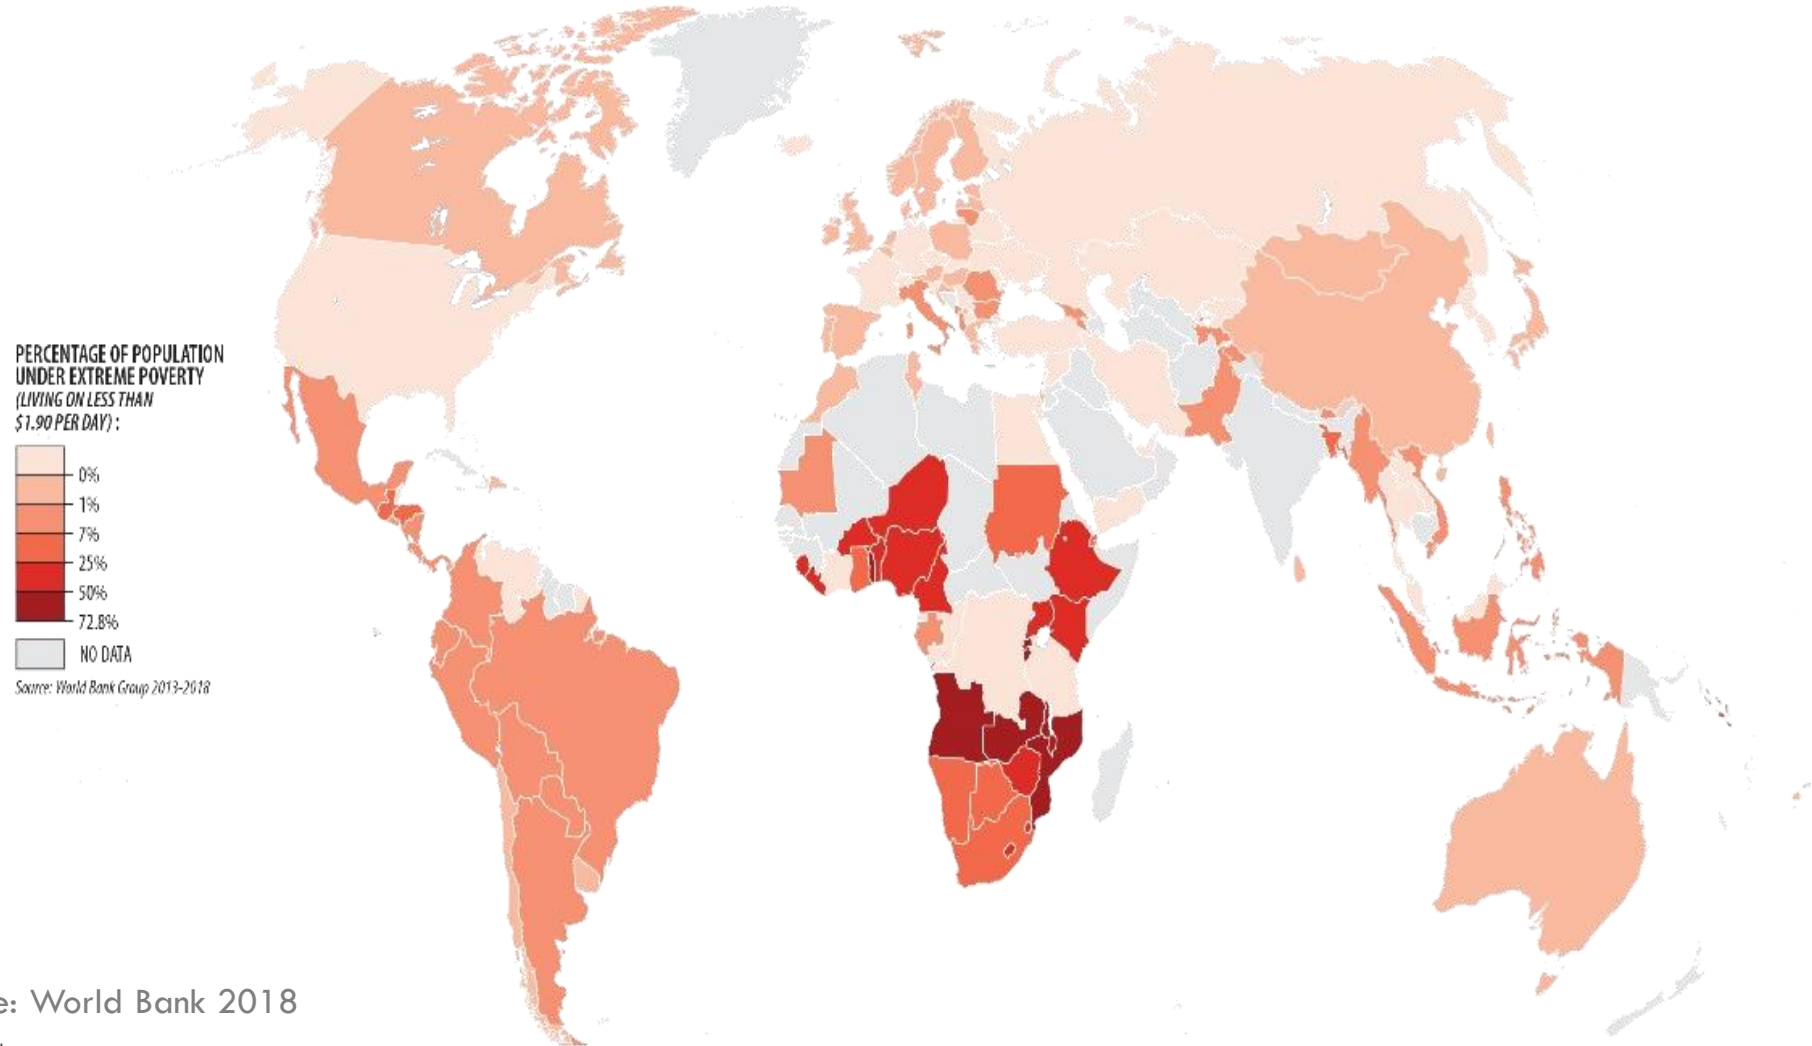 PERCENTAGE OF POPULATION
UNDER EXTREME POVERTY
(LIVING ON LESS THAN
$1.90 PER DAY) :
0%
1%
7%
25%
50%
72.8%
NO DATA
Source: World Bank Group 2013-2018
e: World Bank 2018